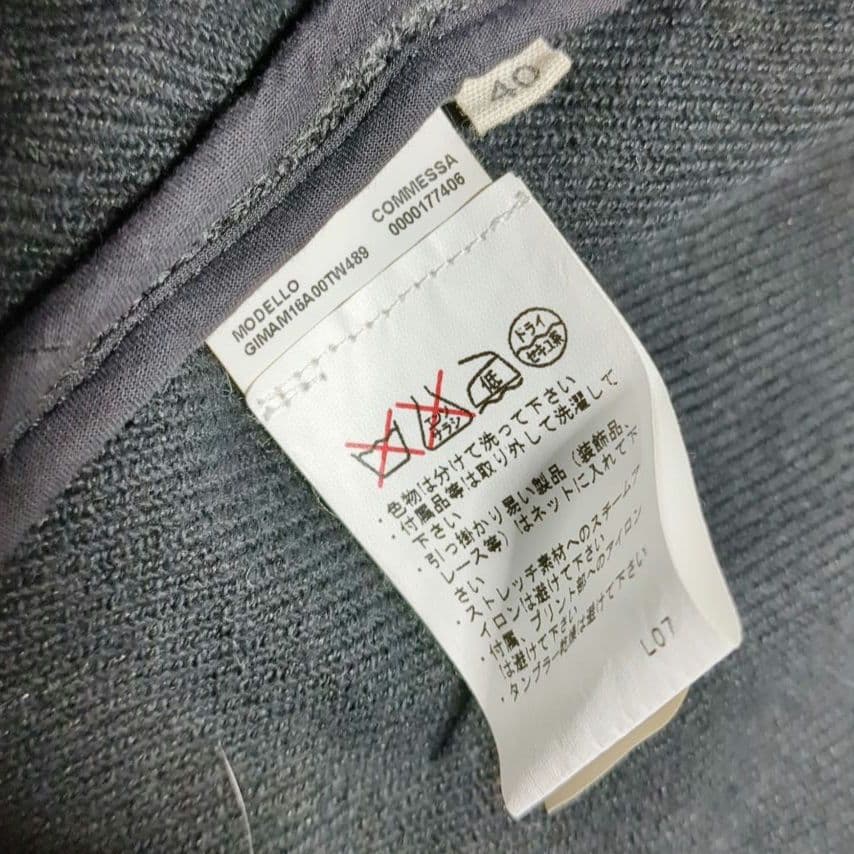 40
MODELLO
GIMAM16A00TW489
COMMESSA
0000177406
エンソ
サラシ
低
ドライ
セキユ系
・色物は分けて洗って下さい
・付属品等は取り外して洗濯して
下さい
・引っ掛かり易い製品（装飾品、
レース等）はネットに入れて下
さい
・ストレッチ素材へのスチームア
イロンは避けて下さい
・付属、プリント部へのアイロン
は避けて下さい
・タンブラー乾燥は避けて下さい
L07